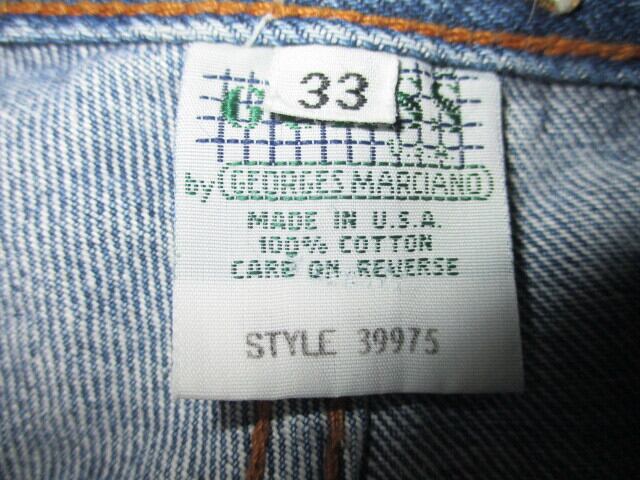 33
by GEORGES MARCIANO
MADE IN U.S.A.
100% COTTON
CARE ON REVERSE
STYLE 39975